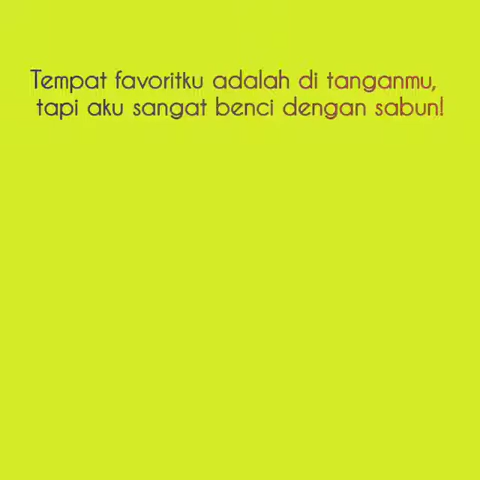 Tempat favoritku adalah di tanganmu,
tapi aku sangat benci dengan sabun!